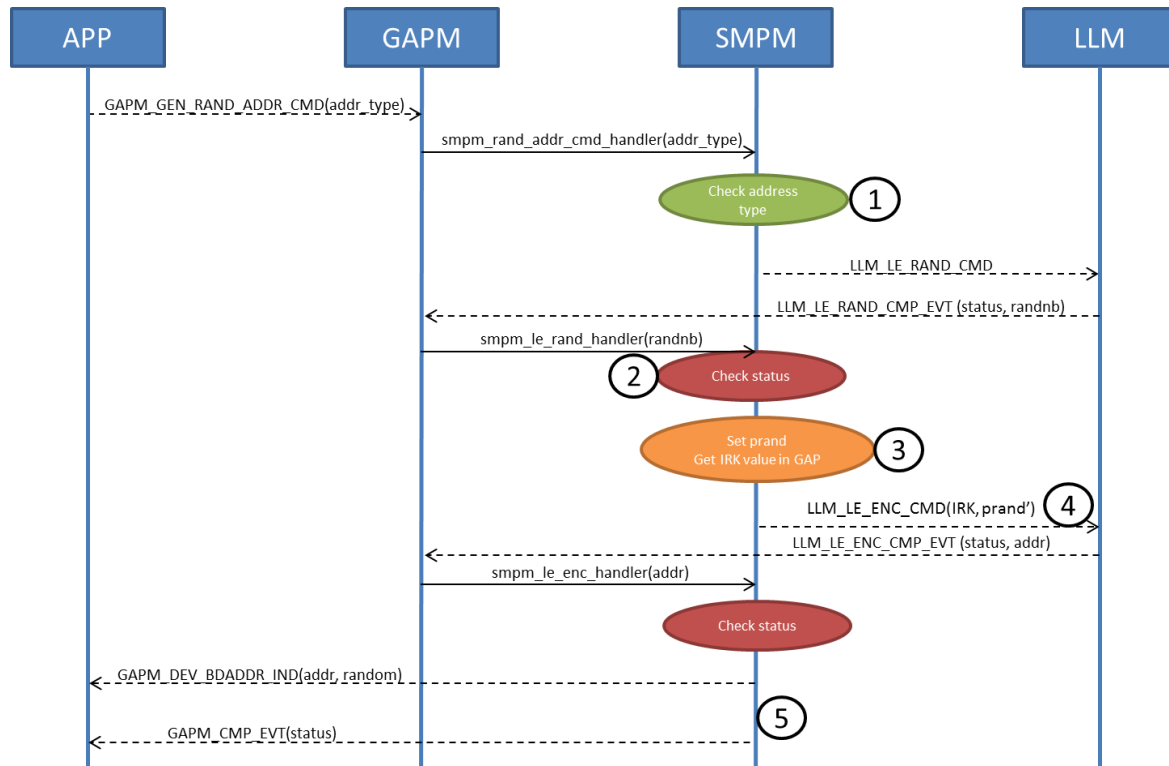 APP
GAPM
SMPM
LLM
GAPM_GEN_RAND_ADDR_CMD(addr_type)
smpm_rand_addr_cmd_handler(addr_type)
Check address
type
1
LLM_LE_RAND_CMD
LLM_LE_RAND_CMP_EVT (status, randnb)
smpm_le_rand_handler(randnb)
2
Check status
Set prand
Get IRK value in GAP
3
4
LLM_LE_ENC_CMD(IRK, prand’)
LLM_LE_ENC_CMP_EVT (status, addr)
smpm_le_enc_handler(addr)
Check status
GAPM_DEV_BDADDR_IND(addr, random)
5
GAPM_CMP_EVT(status)